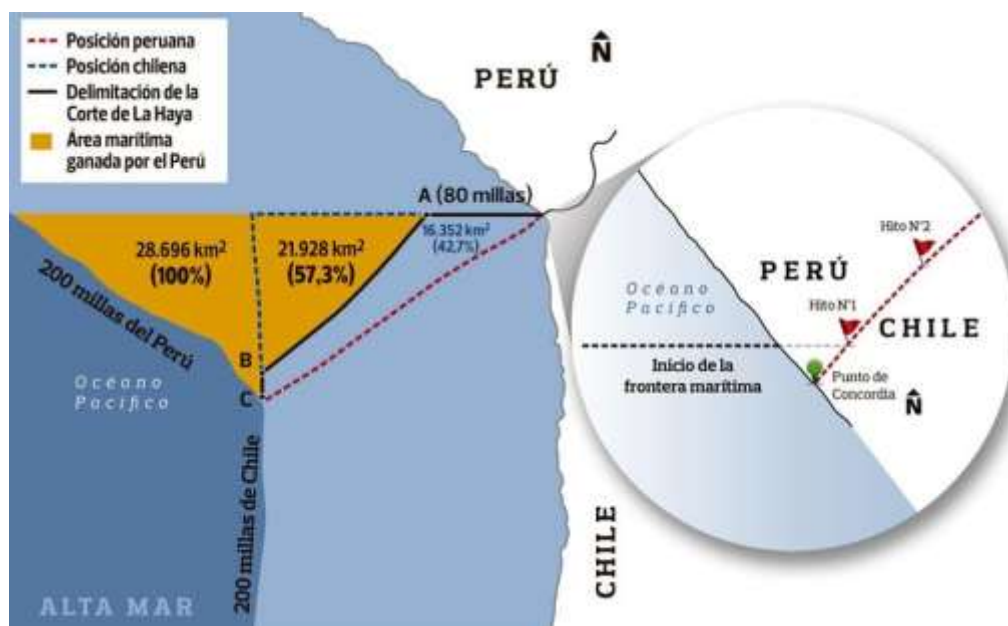 Posición peruana
Posición chilena
Delimitación de la
Corte de La Haya
Área marítima
ganada por el Perú
PERÚ
N
A (80 millas)
16.352 km²
(42,7%)
28.696 km²
(100%)
21.928 km²
(57,3%)
200 millas del Perú
B
C
Océano
Pacífico
200 millas de Chile
ALTA MAR
CHILE
Hito N°2
PERÚ
Océano
Pacífico
Hito N°1
CHILE
Inicio de la
frontera marítima
Punto de
Concordia
N